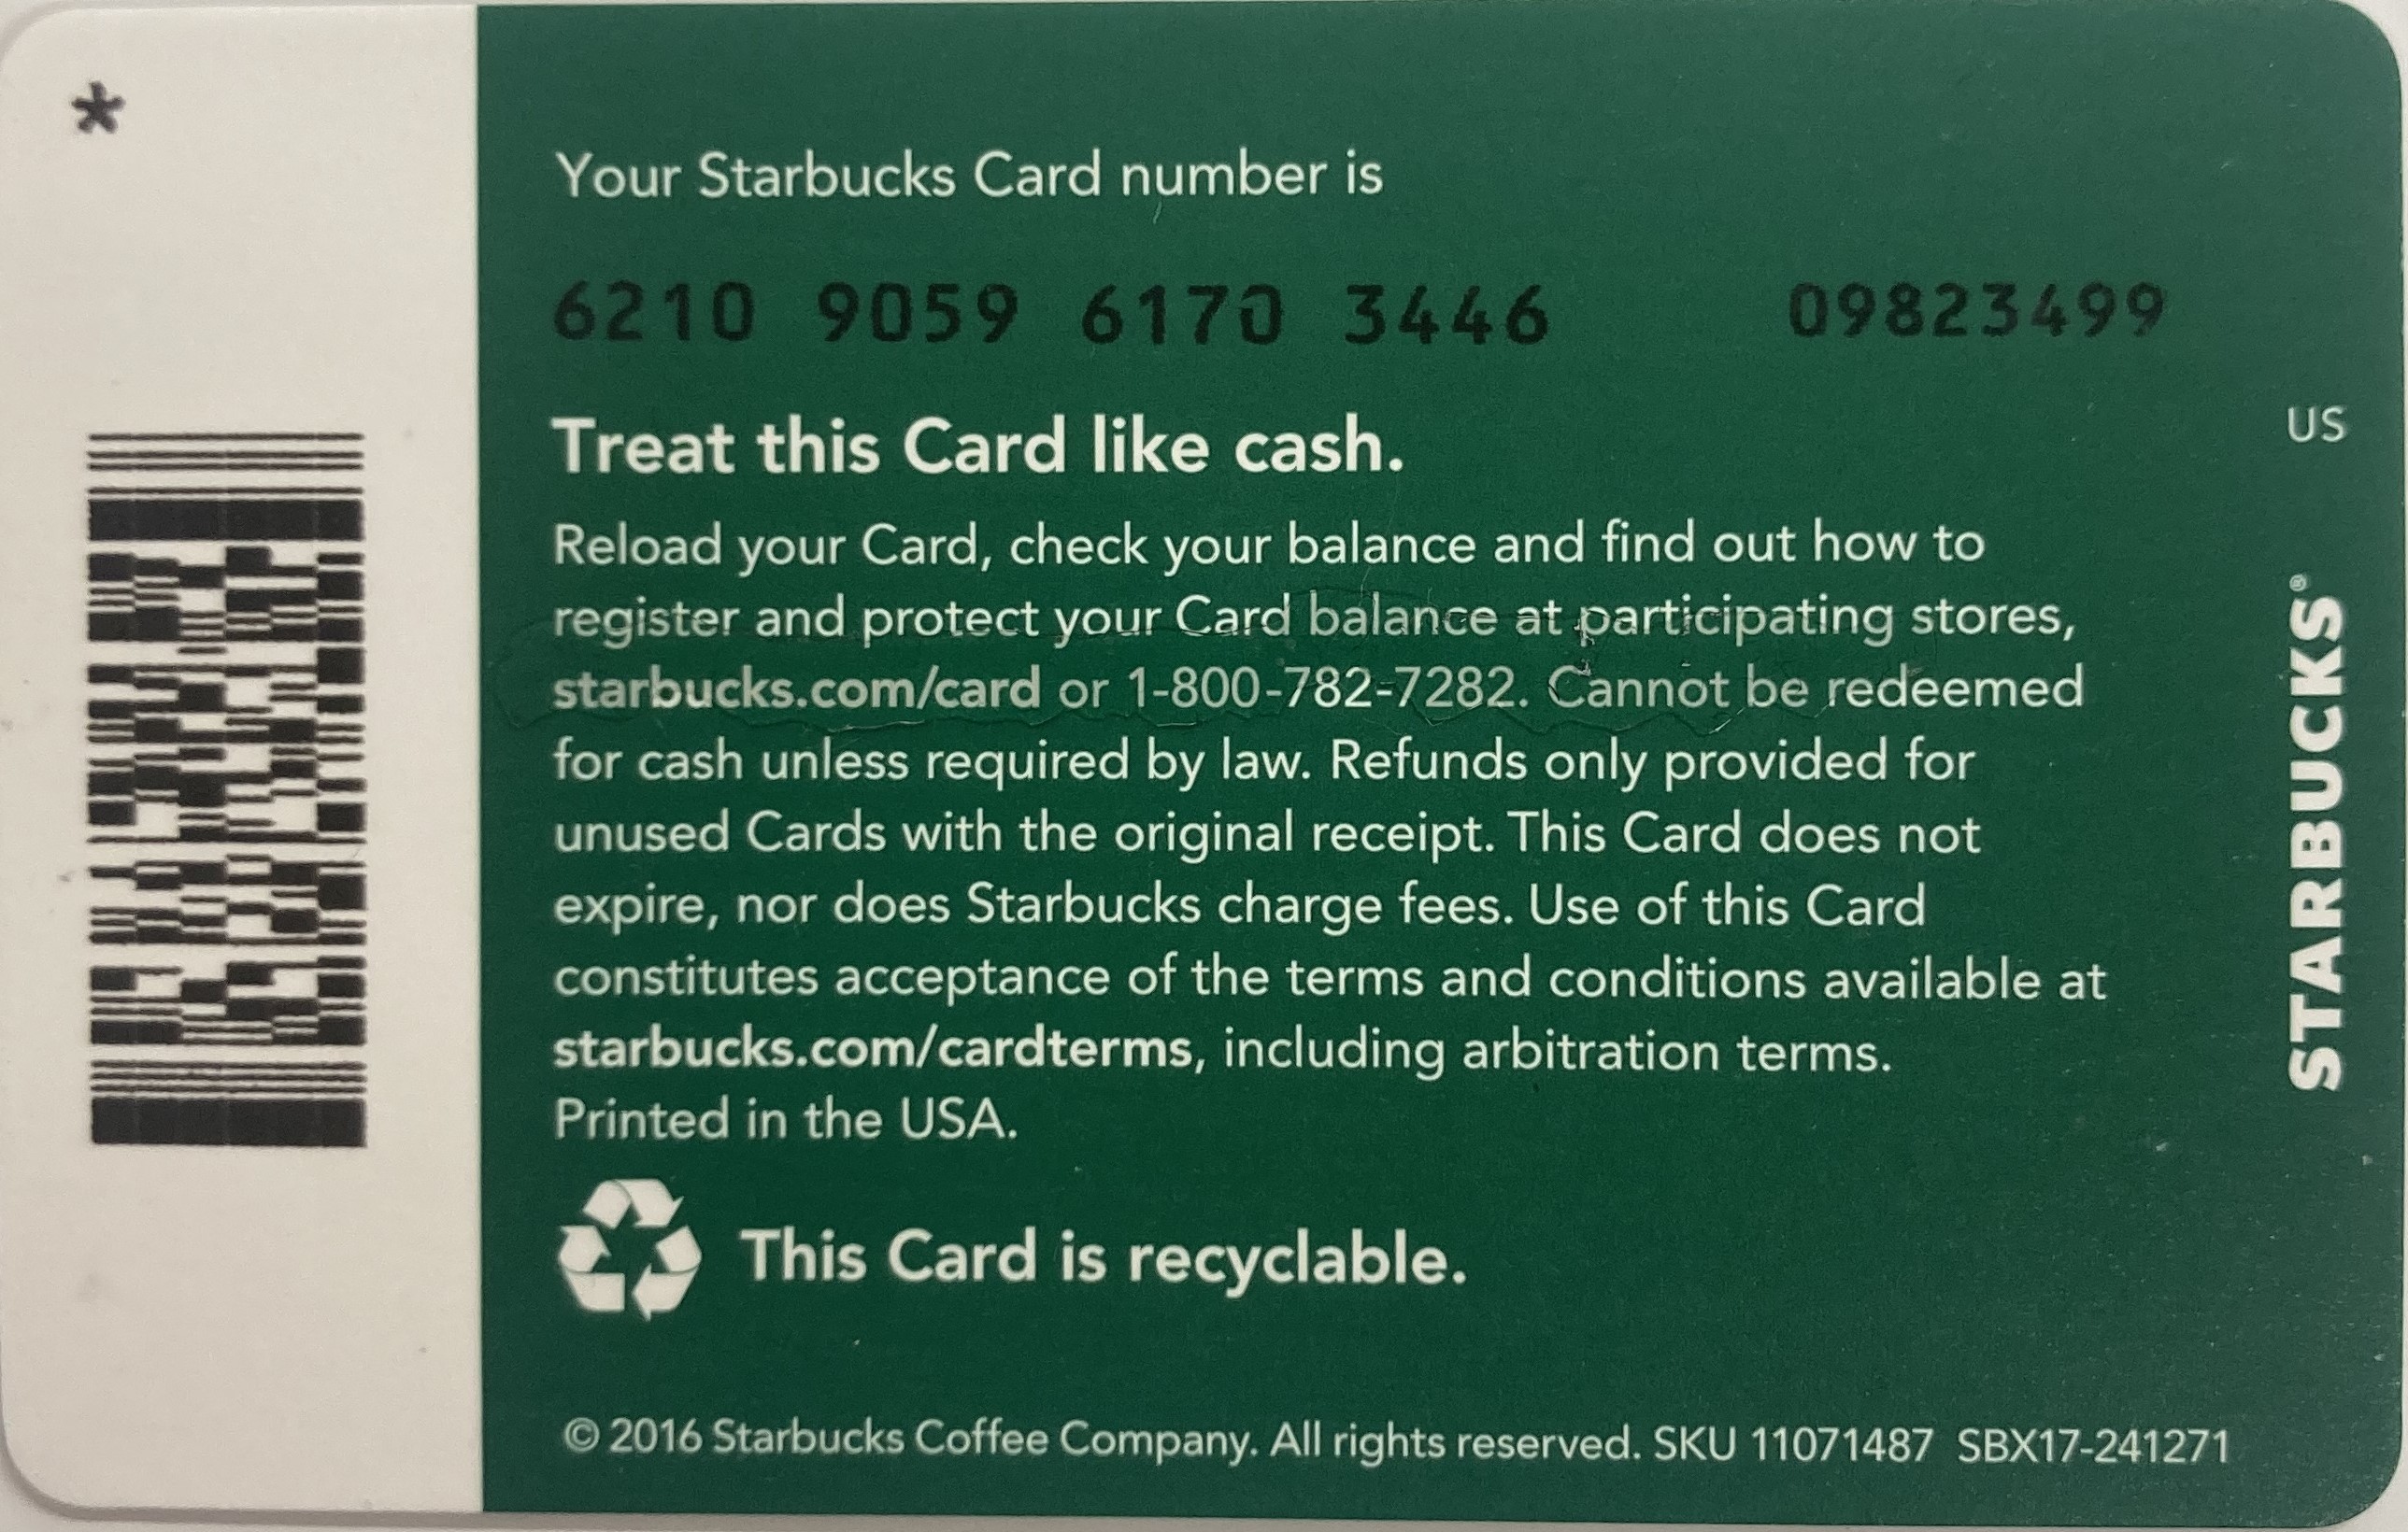 *
Your Starbucks Card number is
6210 9059 6170 3446 09823499
Treat this Card like cash.
Reload your Card, check your balance and find out how to
register and protect your Card balance at participating stores,
starbucks.com/card or 1-800-782-7282. Cannot be redeemed
for cash unless required by law. Refunds only provided for
unused Cards with the original receipt. This Card does not
expire, nor does Starbucks charge fees. Use of this Card
constitutes acceptance of the terms and conditions available at
starbucks.com/cardterms, including arbitration terms.
Printed in the USA.
This Card is recyclable.
© 2016 Starbucks Coffee Company. All rights reserved. SKU 11071487 SBX17-241271
US
STARBUCKS®